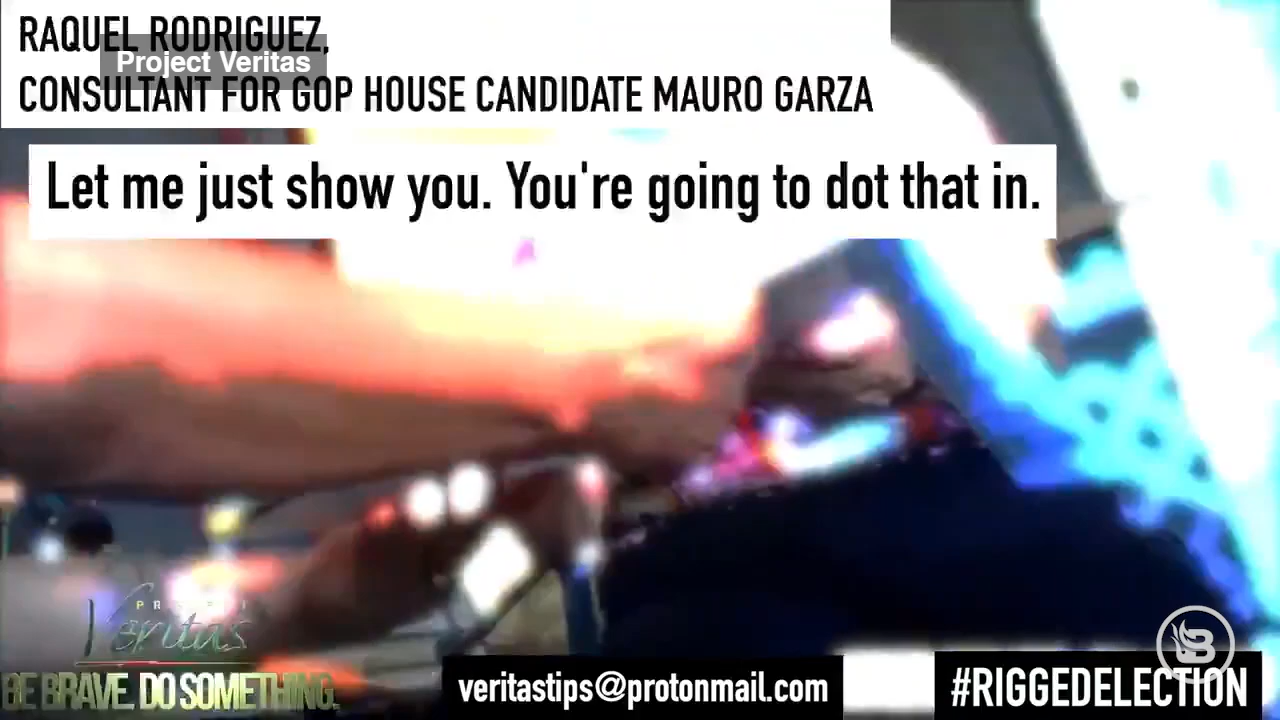 RAQUEL RODRIGUEZ,
Project Veritas
CONSULTANT FOR GOP HOUSE CANDIDATE MAURO GARZA
Let me just show you. You're going to dot that in.
PROJECT
Veritas
BE BRAVE. DO SOMETHING.
veritastips@protonmail.com
#RIGGEDELECTION
B